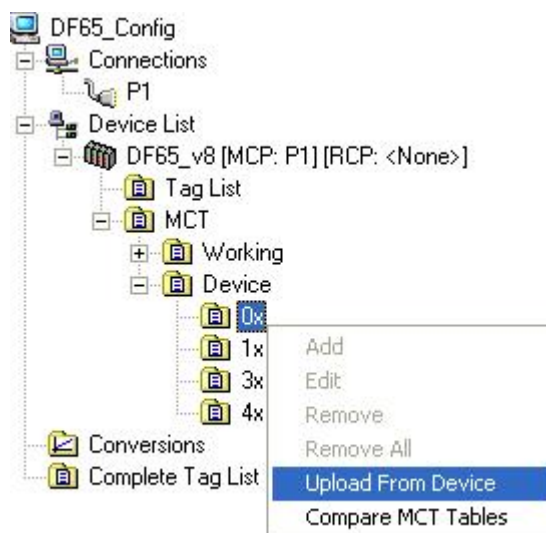 DF65_Config
Connections
P1
Device List
DF65_v8 [MCP: P1] [RCP: <None>]
Tag List
MCT
Working
Device
0x
1x
3x
4x
Conversions
Complete Tag List
Add
Edit
Remove
Remove All
Upload From Device
Compare MCT Tables